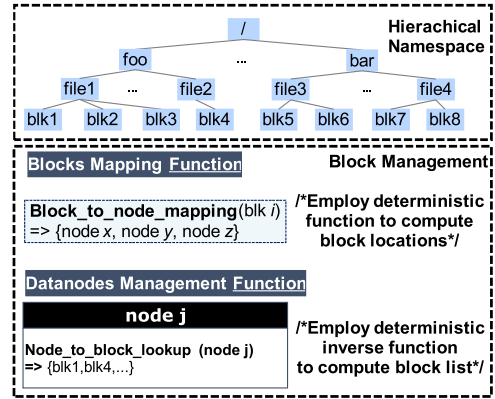 /
Hierachical
Namespace
foo ... bar
file1 ... file2 file3 ... file4
blk1 blk2 blk3 blk4 blk5 blk6 blk7 blk8
Blocks Mapping Function
Block Management
Block_to_node_mapping(blk i)
=> {node x, node y, node z}
/*Employ deterministic
function to compute
block locations*/
Datanodes Management Function
node j
Node_to_block_lookup (node j)
=> {blk1,blk4,...}
/*Employ deterministic
inverse function
to compute block list*/